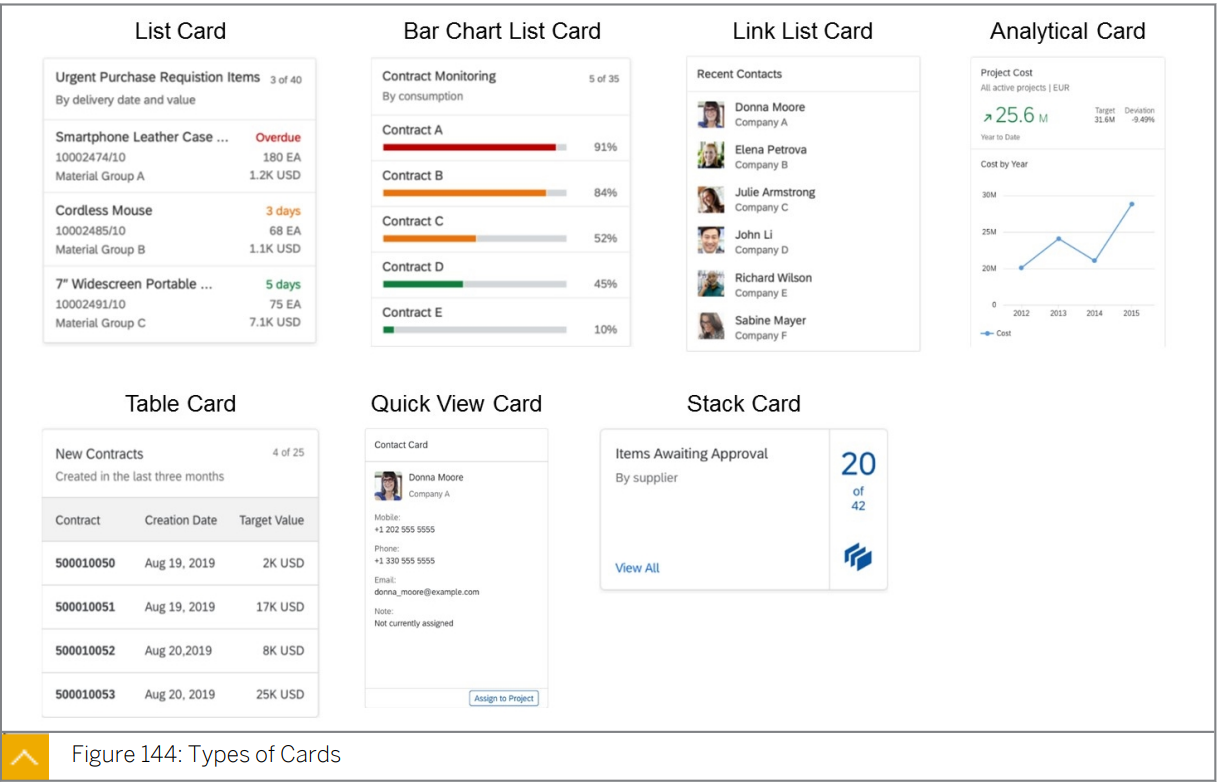 List Card
Urgent Purchase Requistion Items 3 of 40
By delivery date and value
Smartphone Leather Case ... Overdue
10002474/10 180 EA
Material Group A 1.2K USD
Cordless Mouse 3 days
10002485/10 68 EA
Material Group B 1.1K USD
7" Widescreen Portable ... 5 days
10002491/10 75 EA
Material Group C 7.1K USD
Bar Chart List Card
Contract Monitoring 5 of 35
By consumption
Contract A
91%
Contract B
84%
Contract C
52%
Contract D
45%
Contract E
10%
Link List Card
Recent Contacts
Donna Moore
Company A
Elena Petrova
Company B
Julie Armstrong
Company C
John Li
Company D
Richard Wilson
Company E
Sabine Mayer
Company F
Analytical Card
Project Cost
All active projects | EUR
25.6 M
Target Deviation
31.6M -9.49%
Year to Date
Cost by Year
30M
25M
20M
0
2012 2013 2014 2015
Cost
Table Card
New Contracts 4 of 25
Created in the last three months
Contract Creation Date Target Value
500010050 Aug 19, 2019 2K USD
500010051 Aug 19, 2019 17K USD
500010052 Aug 20,2019 8K USD
500010053 Aug 20, 2019 25K USD
Quick View Card
Contact Card
Donna Moore
Company A
Mobile:
+1 202 555 5555
Phone:
+1 330 555 5555
Email:
donna_moore@example.com
Note:
Not currently assigned
Assign to Project
Stack Card
Items Awaiting Approval
By supplier
View All
20
of
42
Figure 144: Types of Cards